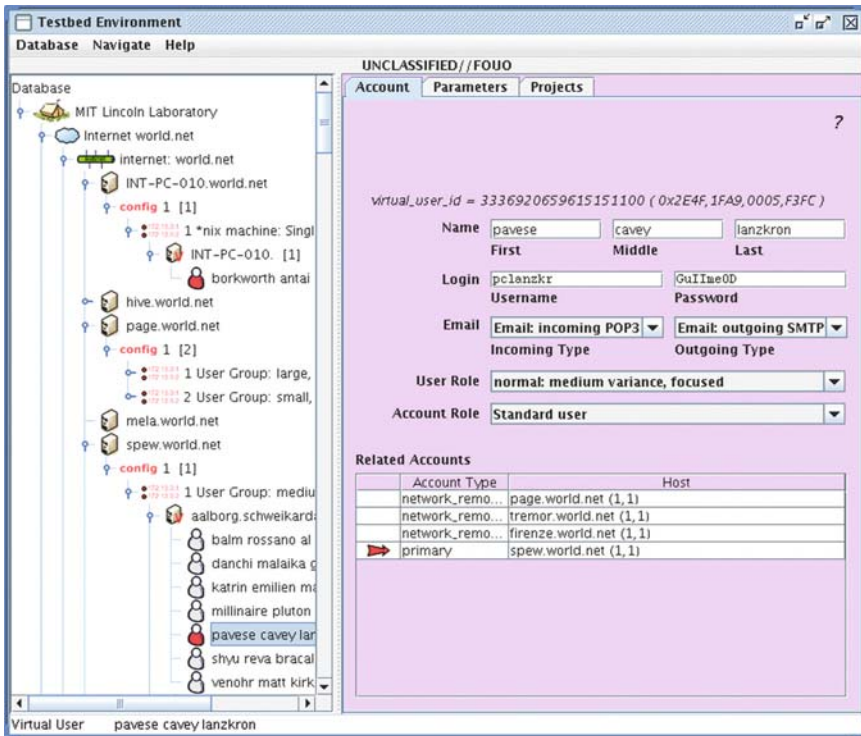 Testbed Environment
Database Navigate Help
UNCLASSIFIED//FOUO
Database
MIT Lincoln Laboratory
Internet world.net
internet: world.net
INT-PC-010.world.net
config 1 [1]
1 *nix machine: Singl
INT-PC-010. [1]
borkworth antai
hive.world.net
page.world.net
config 1 [2]
1 User Group: large,
2 User Group: small,
mela.world.net
spew.world.net
config 1 [1]
1 User Group: mediu
aalborg.schweikard
balm rossano al
danchi malaika g
katrin emilien ma
millinaire pluton
pavese cavey lan
shyu reva bracal
venohr matt kirk
Account Parameters Projects
?
virtual_user_id = 3336920659615151100 ( 0x2E4F,1FA9,0005,F3FC )
Name pavese cavey lanzkron
First Middle Last
Login pclanzkr GuIIme0D
Username Password
Email Email: incoming POP3 Email: outgoing SMTP
Incoming Type Outgoing Type
User Role normal: medium variance, focused
Account Role Standard user
Related Accounts
Account Type Host
network_remo... page.world.net (1,1)
network_remo... tremor.world.net (1,1)
network_remo... firenze.world.net (1,1)
primary spew.world.net (1,1)
Virtual User pavese cavey lanzkron